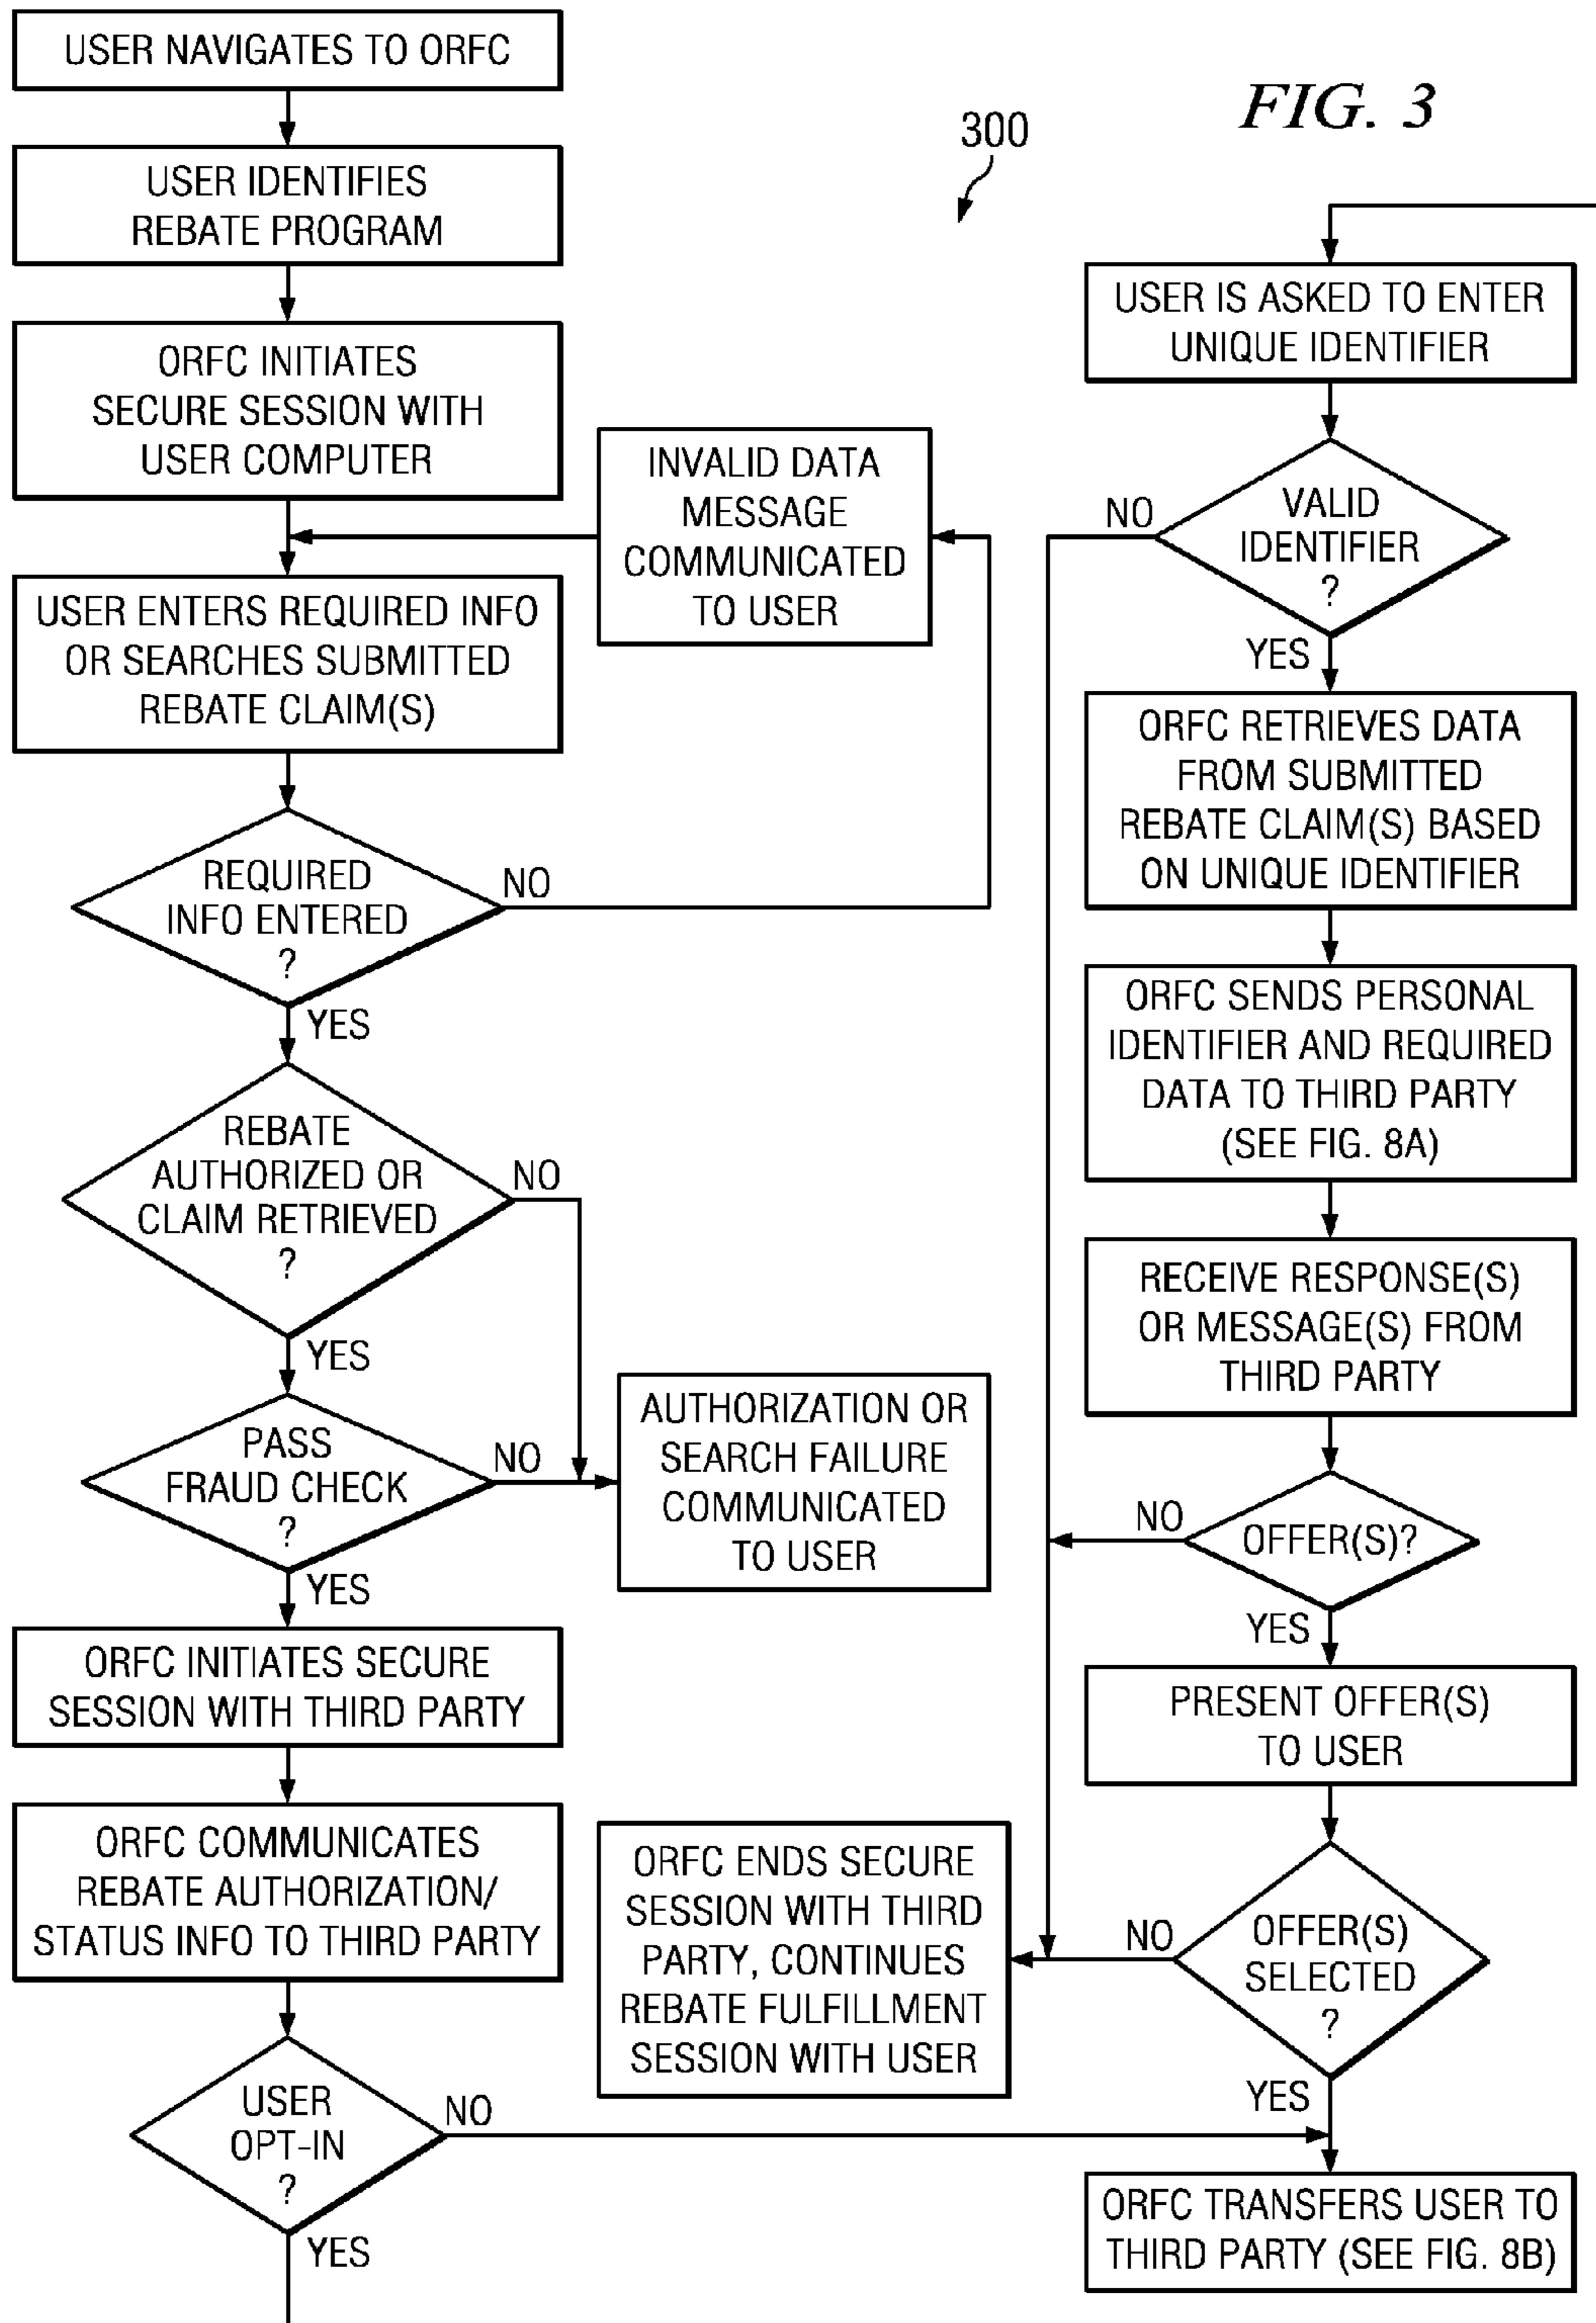 FIG. 3
300
USER NAVIGATES TO ORFC
USER IDENTIFIES
REBATE PROGRAM
ORFC INITIATES
SECURE SESSION WITH
USER COMPUTER
INVALID DATA
MESSAGE
COMMUNICATED
TO USER
USER ENTERS REQUIRED INFO
OR SEARCHES SUBMITTED
REBATE CLAIM(S)
REQUIRED
INFO ENTERED
?
NO
YES
REBATE
AUTHORIZED OR
CLAIM RETRIEVED
?
NO
YES
PASS
FRAUD CHECK
?
NO
YES
AUTHORIZATION OR
SEARCH FAILURE
COMMUNICATED
TO USER
ORFC INITIATES SECURE
SESSION WITH THIRD PARTY
ORFC COMMUNICATES
REBATE AUTHORIZATION/
STATUS INFO TO THIRD PARTY
USER
OPT-IN
?
NO
YES
USER IS ASKED TO ENTER
UNIQUE IDENTIFIER
VALID
IDENTIFIER
?
NO
YES
ORFC RETRIEVES DATA
FROM SUBMITTED
REBATE CLAIM(S) BASED
ON UNIQUE IDENTIFIER
ORFC SENDS PERSONAL
IDENTIFIER AND REQUIRED
DATA TO THIRD PARTY
(SEE FIG. 8A)
RECEIVE RESPONSE(S)
OR MESSAGE(S) FROM
THIRD PARTY
OFFER(S)?
NO
YES
PRESENT OFFER(S)
TO USER
OFFER(S)
SELECTED
?
NO
YES
ORFC ENDS SECURE
SESSION WITH THIRD
PARTY, CONTINUES
REBATE FULFILLMENT
SESSION WITH USER
ORFC TRANSFERS USER TO
THIRD PARTY (SEE FIG. 8B)